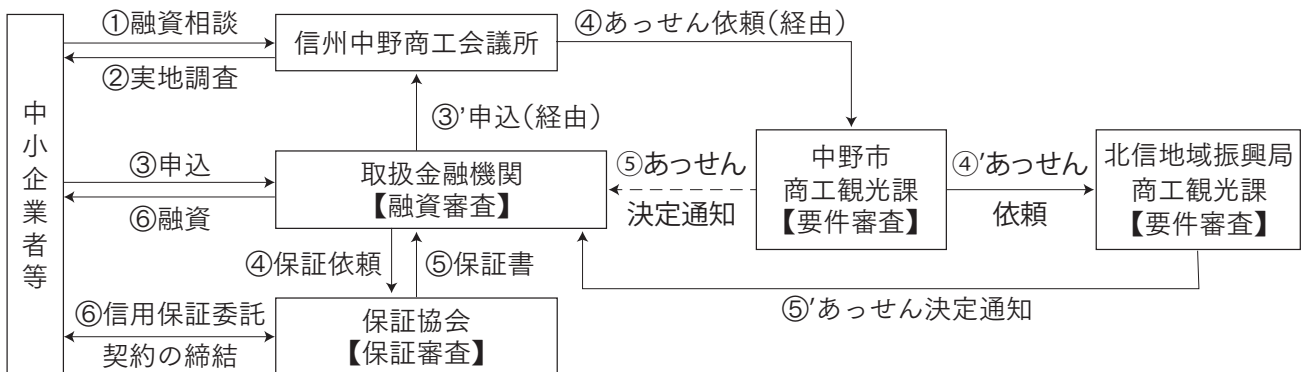 中小企業者等
①融資相談
②実地調査
信州中野商工会議所
④あっせん依頼(経由)
③’申込(経由)
③申込
⑥融資
取扱金融機関
【融資審査】
⑤あっせん
決定通知
中野市
商工観光課
【要件審査】
④’あっせん
依頼
北信地域振興局
商工観光課
【要件審査】
④保証依頼
⑤保証書
⑤’あっせん決定通知
⑥信用保証委託
契約の締結
保証協会
【保証審査】